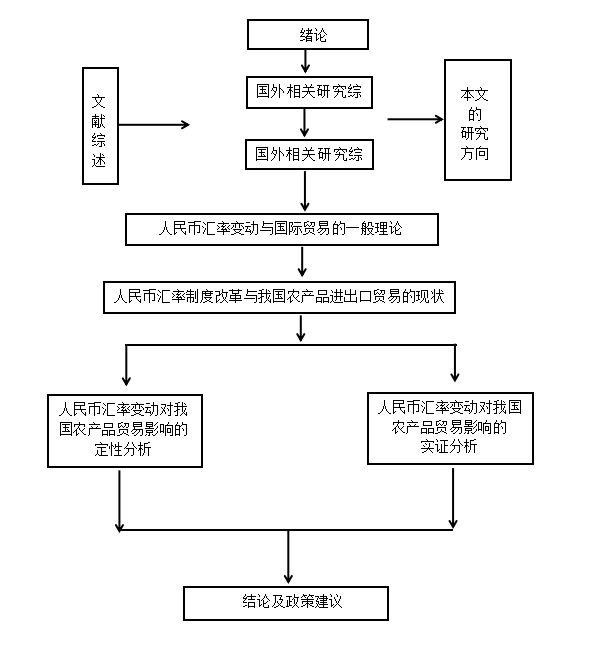 绪论
国外相关研究综
文
献
综
述
本文
的
研究
方向
国外相关研究综
人民币汇率变动与国际贸易的一般理论
人民币汇率制度改革与我国农产品进出口贸易的现状
人民币汇率变动对我
国农产品贸易影响的
定性分析
人民币汇率变动对我国
农产品贸易影响的
实证分析
结论及政策建议